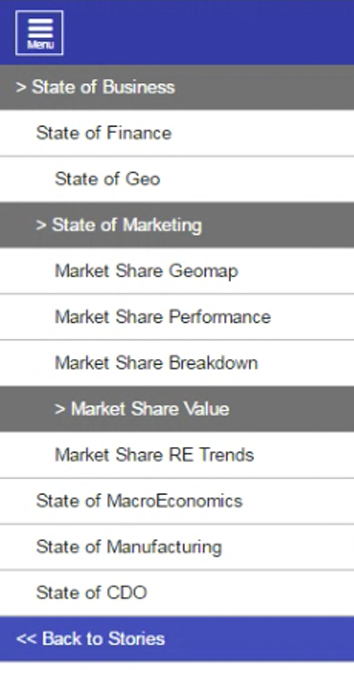 Menu
> State of Business
State of Finance
State of Geo
> State of Marketing
Market Share Geomap
Market Share Performance
Market Share Breakdown
> Market Share Value
Market Share RE Trends
State of MacroEconomics
State of Manufacturing
State of CDO
<< Back to Stories